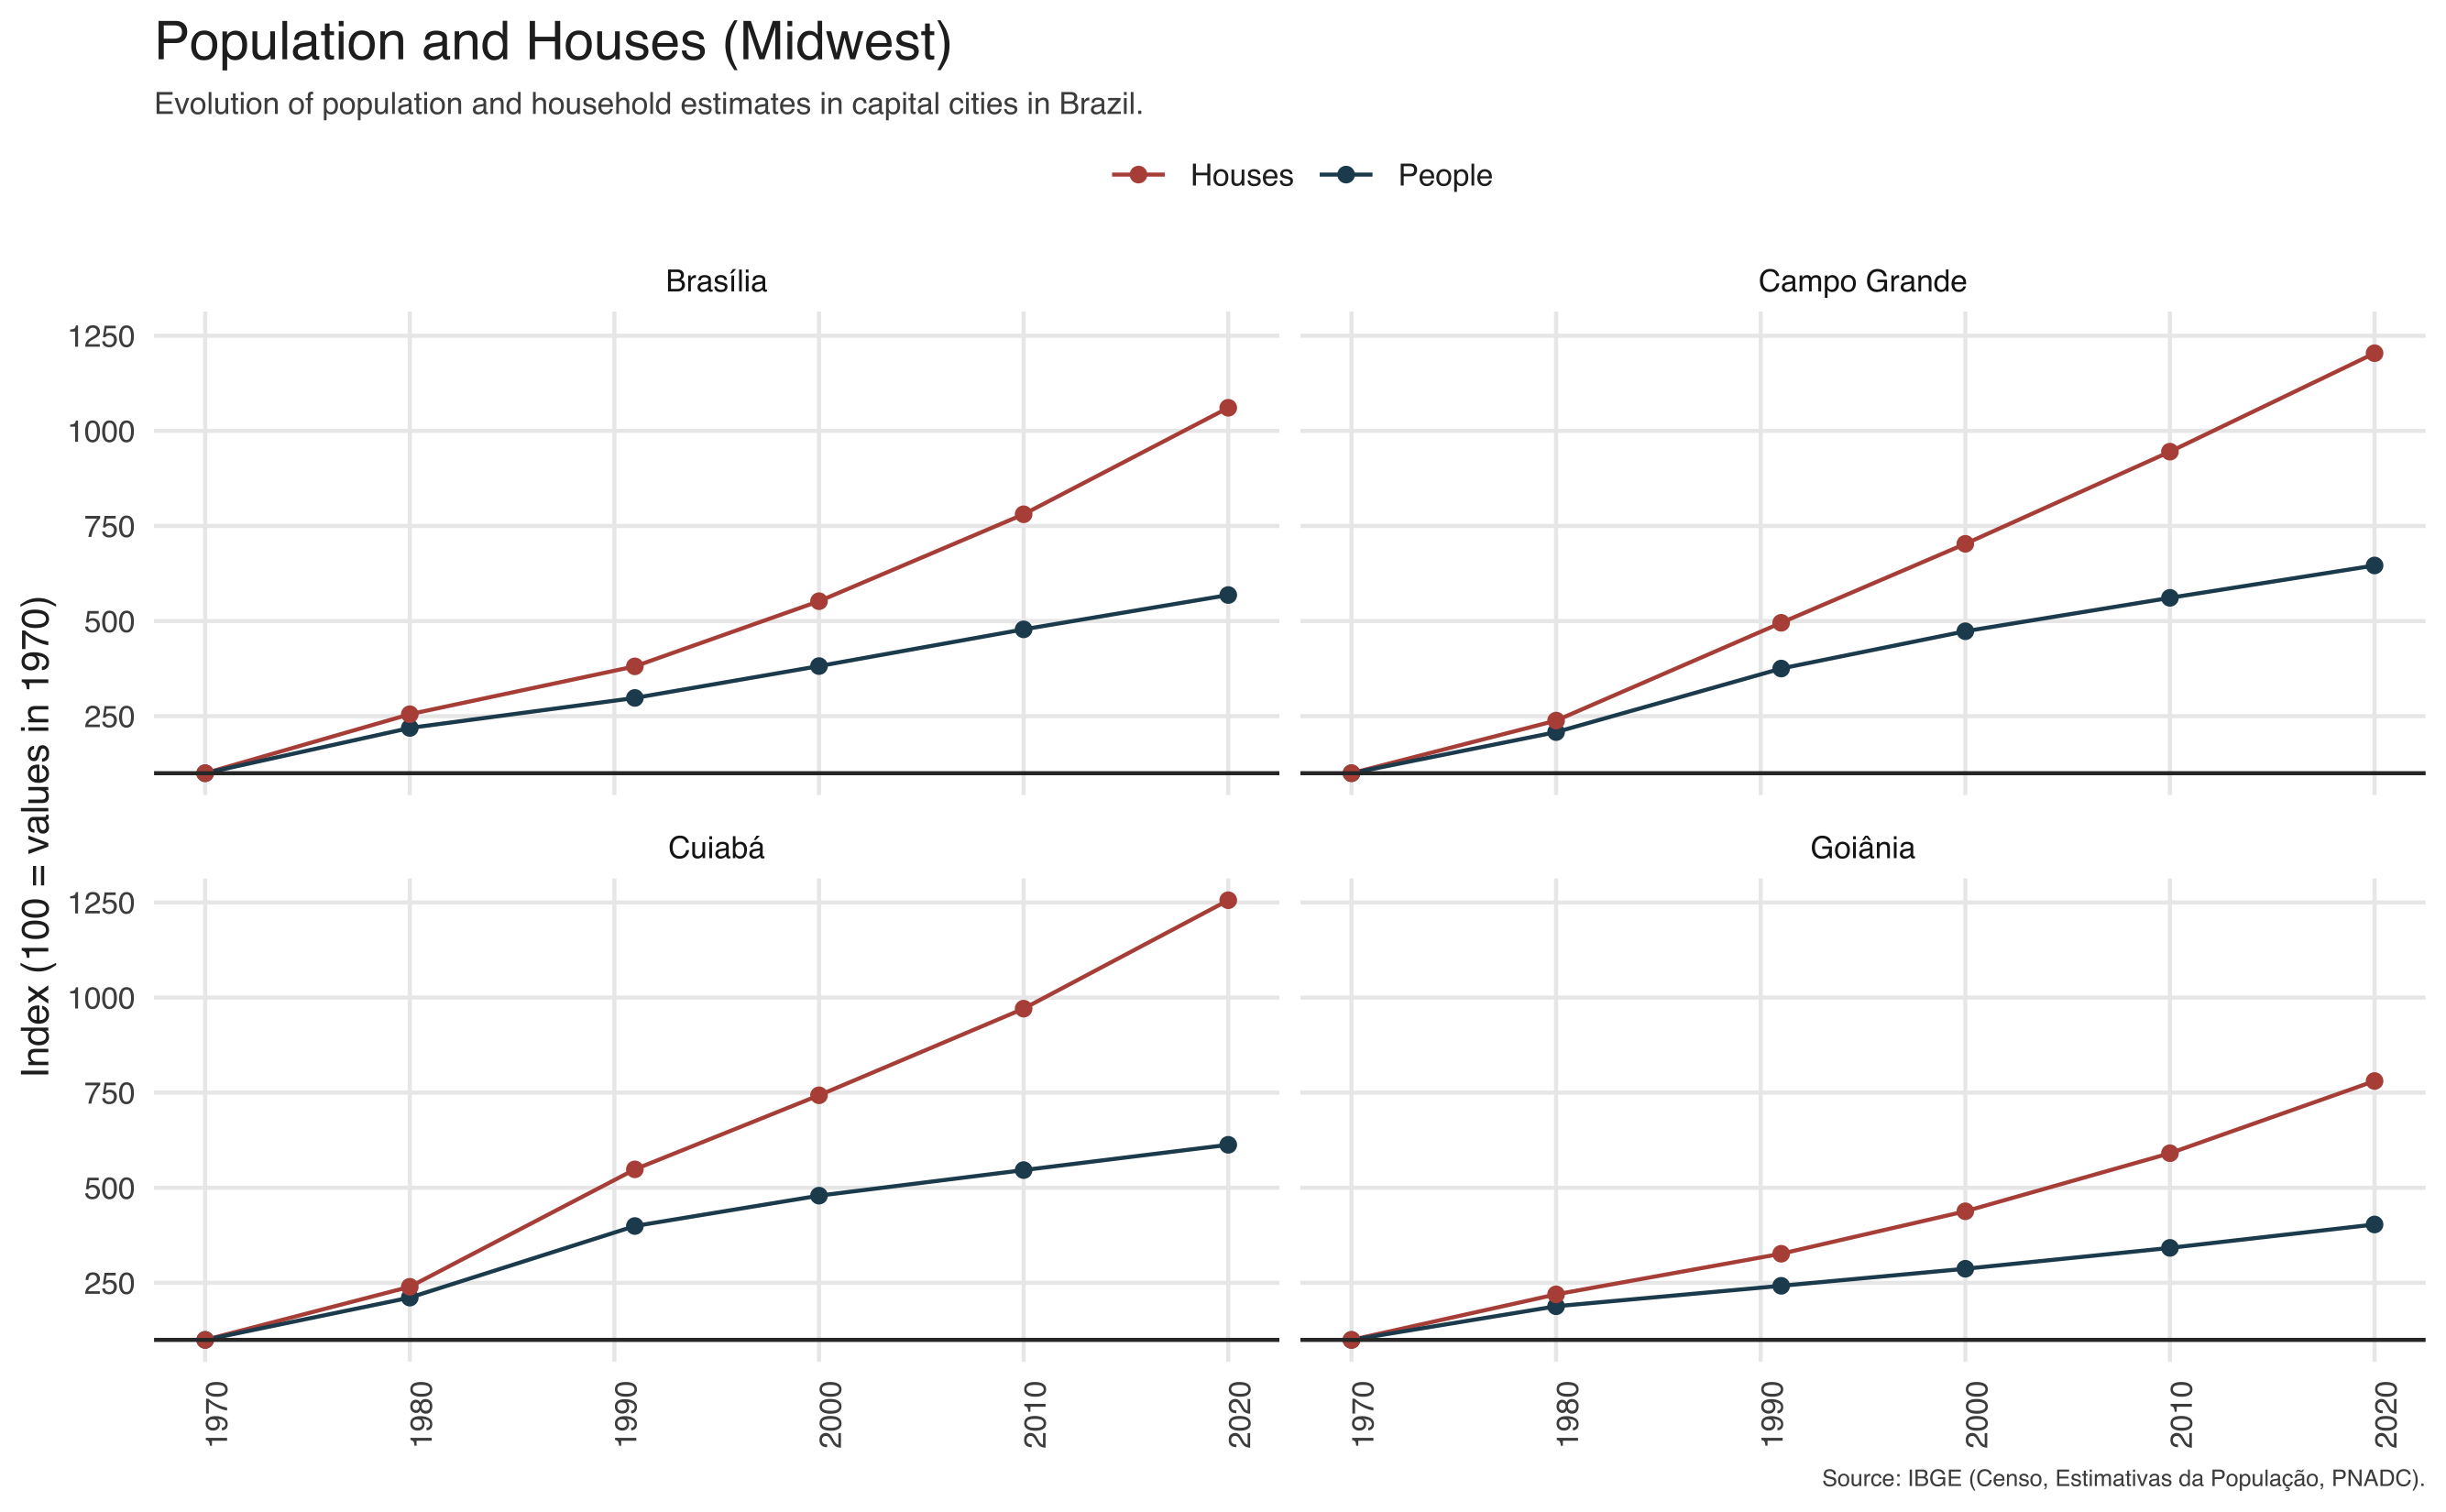 Population and Houses (Midwest)
Evolution of population and household estimates in capital cities in Brazil.
Houses People
Brasília
Campo Grande
1250
1000
750
500
250
Cuiabá
Goiânia
1250
1000
750
500
250
Index (100 = values in 1970)
1970 1980 1990 2000 2010 2020
1970 1980 1990 2000 2010 2020
Source: IBGE (Censo, Estimativas da População, PNADC).